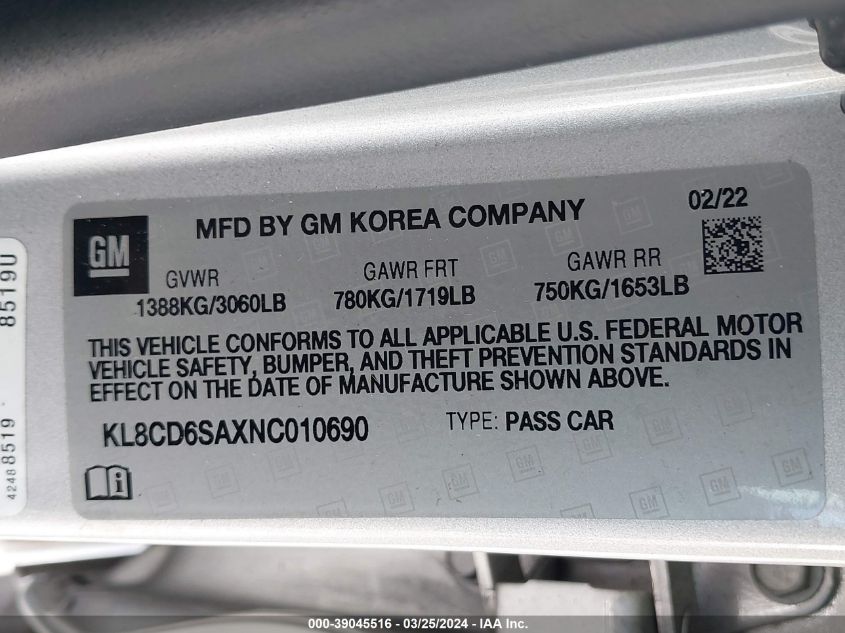 GM
MFD BY GM KOREA COMPANY
02/22
GVWR
GAWR FRT
GAWR RR
1388KG/3060LB
780KG/1719LB
750KG/1653LB
THIS VEHICLE CONFORMS TO ALL APPLICABLE U.S. FEDERAL MOTOR
VEHICLE SAFETY, BUMPER, AND THEFT PREVENTION STANDARDS IN
EFFECT ON THE DATE OF MANUFACTURE SHOWN ABOVE.
KL8CD6SAXNC010690
TYPE: PASS CAR
8519U
4248 8519
000-39045516 - 03/25/2024 - IAA Inc.